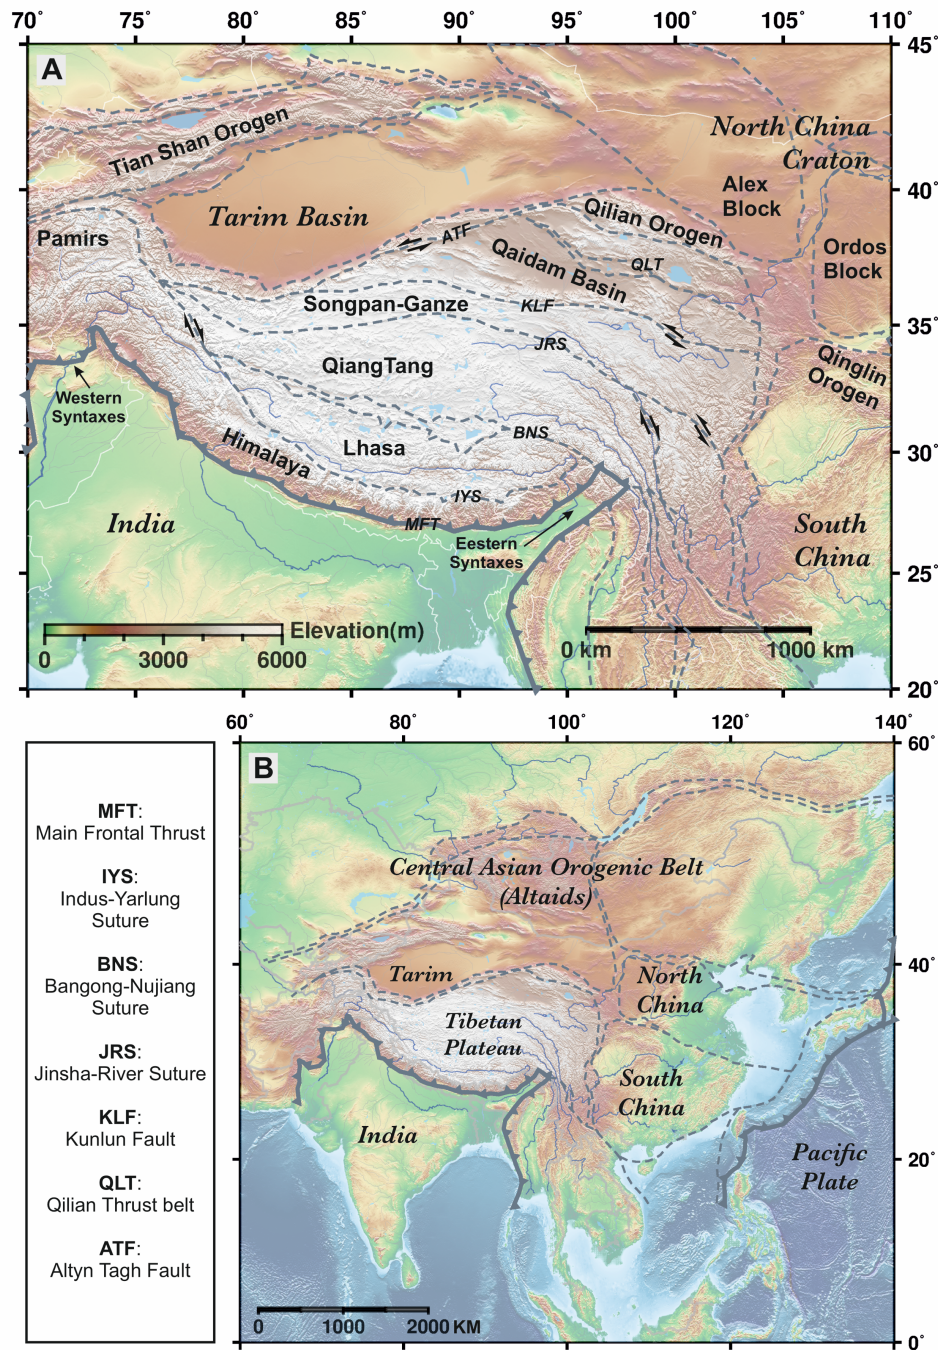 70° 75° 80° 85° 90° 95° 100° 105° 110°
45°
A
North China
Craton
Tian Shan Orogen
40°
Alex
Block
Qilian Orogen
Tarim Basin
ATF
Pamirs
Ordos
Block
Qaidam Basin
QLT
Songpan-Ganze
KLF
35°
JRS
QiangTang
Qinglin
Orogen
Western
Syntaxes
BNS
Himalaya
Lhasa
30°
IYS
India
MFT
South
China
Eestern
Syntaxes
25°
Elevation(m)
0 3000 6000
0 km 1000 km
20°
60° 80° 100° 120° 140°
60°
B
MFT:
Main Frontal Thrust
IYS:
Indus-Yarlung
Suture
BNS:
Bangong-Nujiang
Suture
JRS:
Jinsha-River Suture
KLF:
Kunlun Fault
QLT:
Qilian Thrust belt
ATF:
Altyn Tagh Fault
Central Asian Orogenic Belt
(Altaids)
40°
Tarim
North
China
Tibetan
Plateau
South
China
India
20°
Pacific
Plate
0 1000 2000 KM
0°